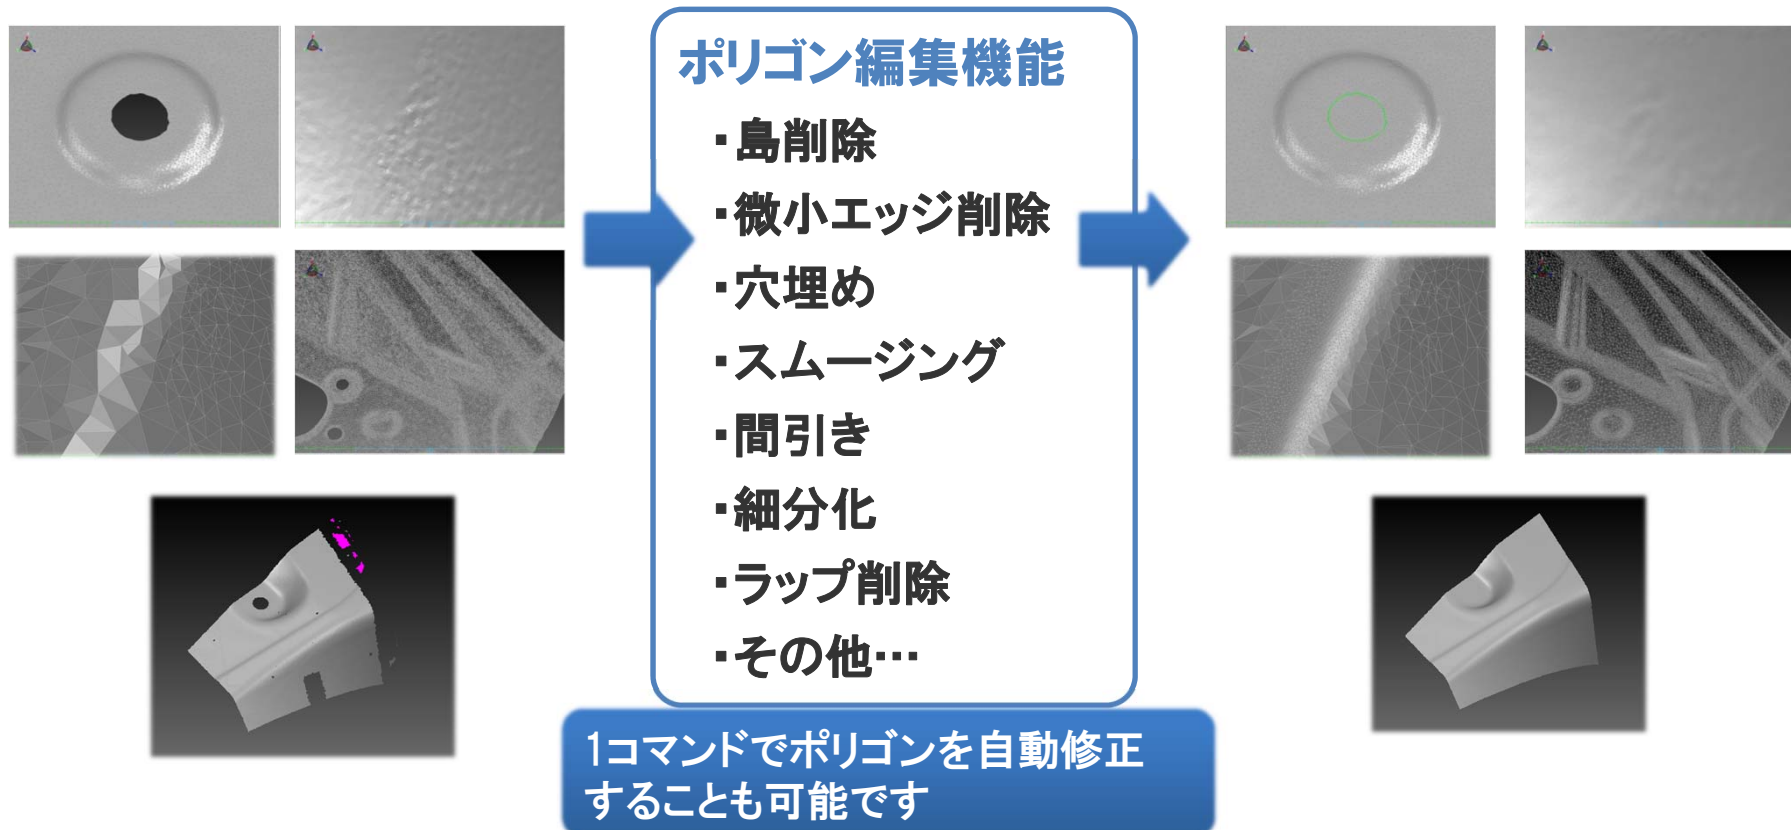 ポリゴン編集機能
・島削除
・微小エッジ削除
・穴埋め
・スムージング
・間引き
・細分化
・ラップ削除
・その他…
1コマンドでポリゴンを自動修正
することも可能です